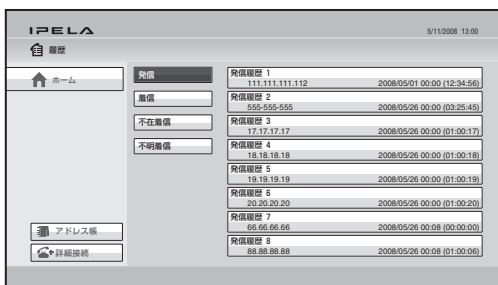 IPELA
5/11/2008 13:00
履歴
ホーム
発信
着信
不在着信
不明着信
発信履歴 1
111.111.111.112 2008/05/01 00:00 (12:34:56)
発信履歴 2
555-555-555 2008/05/26 00:00 (03:25:45)
発信履歴 3
17.17.17.17 2008/05/26 00:00 (01:00:17)
発信履歴 4
18.18.18.18 2008/05/26 00:00 (01:00:18)
発信履歴 5
19.19.19.19 2008/05/26 00:00 (01:00:19)
発信履歴 6
20.20.20.20 2008/05/26 00:00 (01:00:20)
発信履歴 7
66.66.66.66 2008/05/26 00:08 (00:00:00)
発信履歴 8
88.88.88.88 2008/05/26 00:08 (01:00:06)
アドレス帳
詳細接続